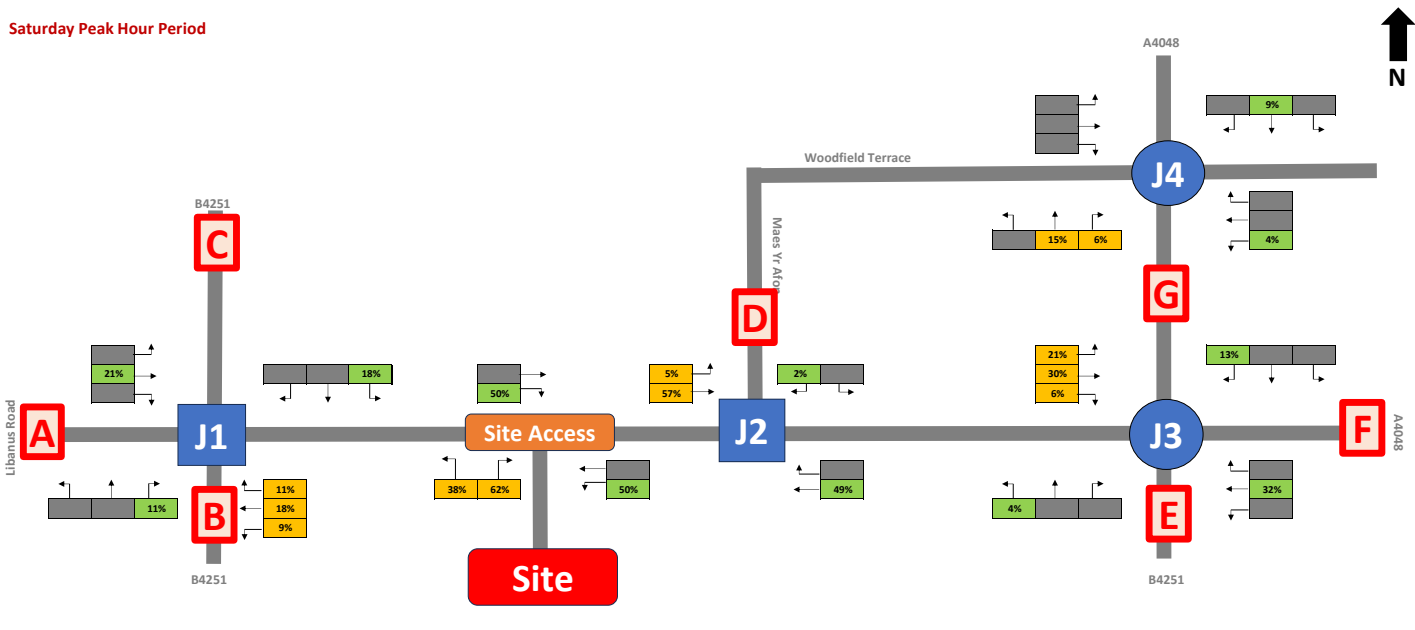 Saturday Peak Hour Period
A4048
N
9%
Woodfield Terrace
J4
B4251
C
Maes Yr Afon
15% 6%
4%
G
D
21%
18%
50%
5%
57%
2%
21%
30%
6%
13%
Libanus Road
A
J1
Site Access
J2
J3
F
A4048
11%
B
11%
18%
9%
38% 62%
50%
49%
4%
E
32%
B4251
Site
B4251